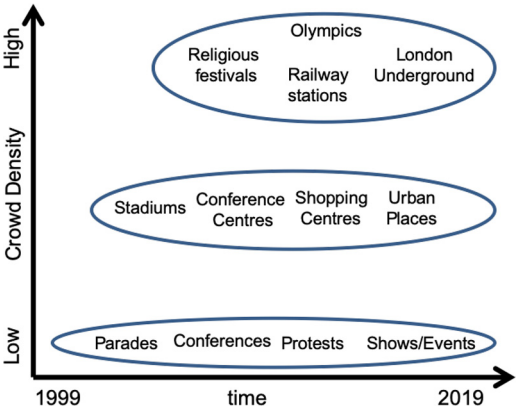 High
Olympics
Religious
festivals
Railway
stations
London
Underground
Crowd Density
Stadiums
Conference
Centres
Shopping
Centres
Urban
Places
Low
Parades
Conferences
Protests
Shows/Events
1999
time
2019